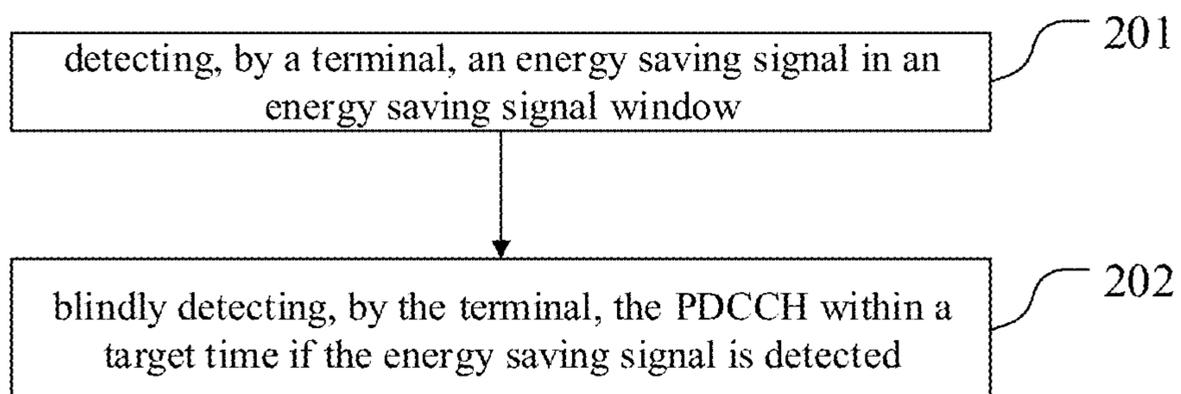 detecting, by a terminal, an energy saving signal in an
energy saving signal window
201
blindly detecting, by the terminal, the PDCCH within a
target time if the energy saving signal is detected
202